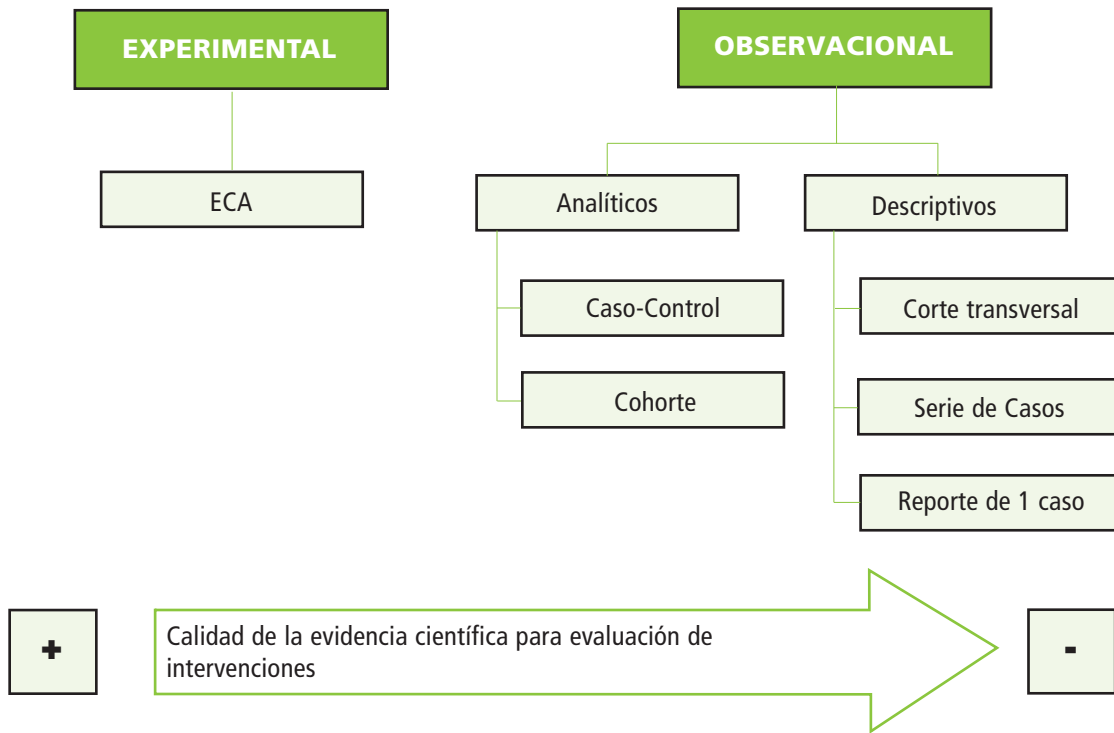 EXPERIMENTAL
OBSERVACIONAL
ECA
Analíticos
Descriptivos
Caso-Control
Corte transversal
Cohorte
Serie de Casos
Reporte de 1 caso
+
Calidad de la evidencia científica para evaluación de
intervenciones
-